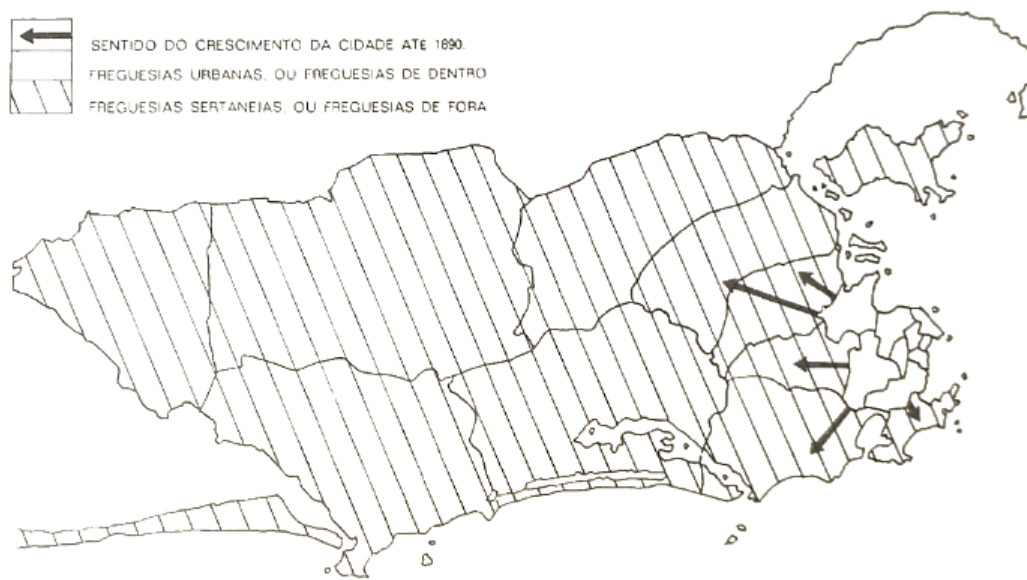 SENTIDO DO CRESCIMENTO DA CIDADE ATE 1890.
FREGUESIAS URBANAS, OU FREGUESIAS DE DENTRO
FREGUESIAS SERTANEJAS, OU FREGUESIAS DE FORA